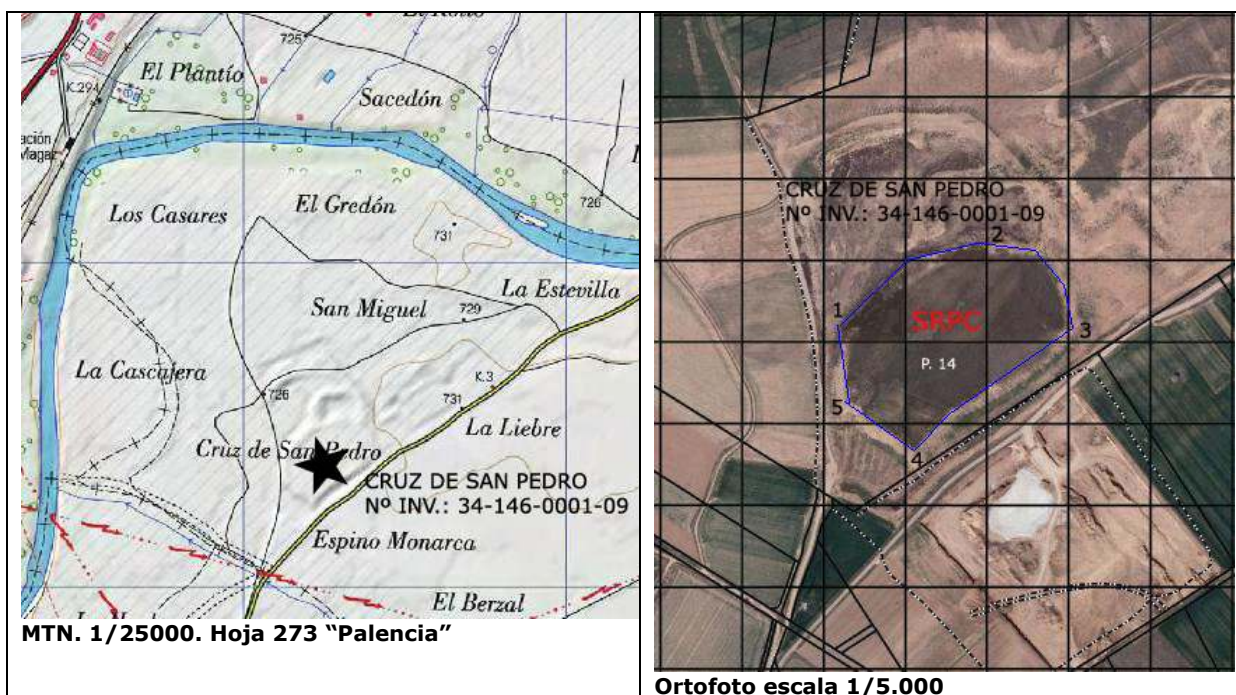 El Plantío
725
K.294
Sacedón
ación
Magaz
Los Casares
El Gredón
726
731
San Miguel
La Estevilla
729
La Cascajera
K.3
726
731
La Liebre
Cruz de San Pedro
CRUZ DE SAN PEDRO
Nº INV.: 34-146-0001-09
Espino Monarca
El Berzal
MTN. 1/25000. Hoja 273 “Palencia”
CRUZ DE SAN PEDRO
Nº INV.: 34-146-0001-09
2
1
SRPC
3
P. 14
5
4
Ortofoto escala 1/5.000